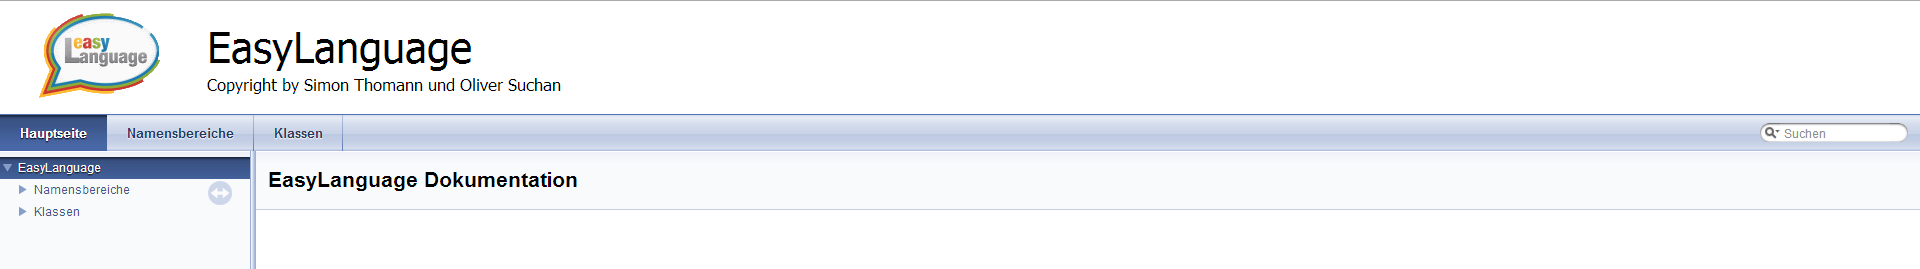 easy
Language
EasyLanguage
Copyright by Simon Thomann und Oliver Suchan
Hauptseite Namensbereiche Klassen Suchen
EasyLanguage
Namensbereiche
Klassen
EasyLanguage Dokumentation